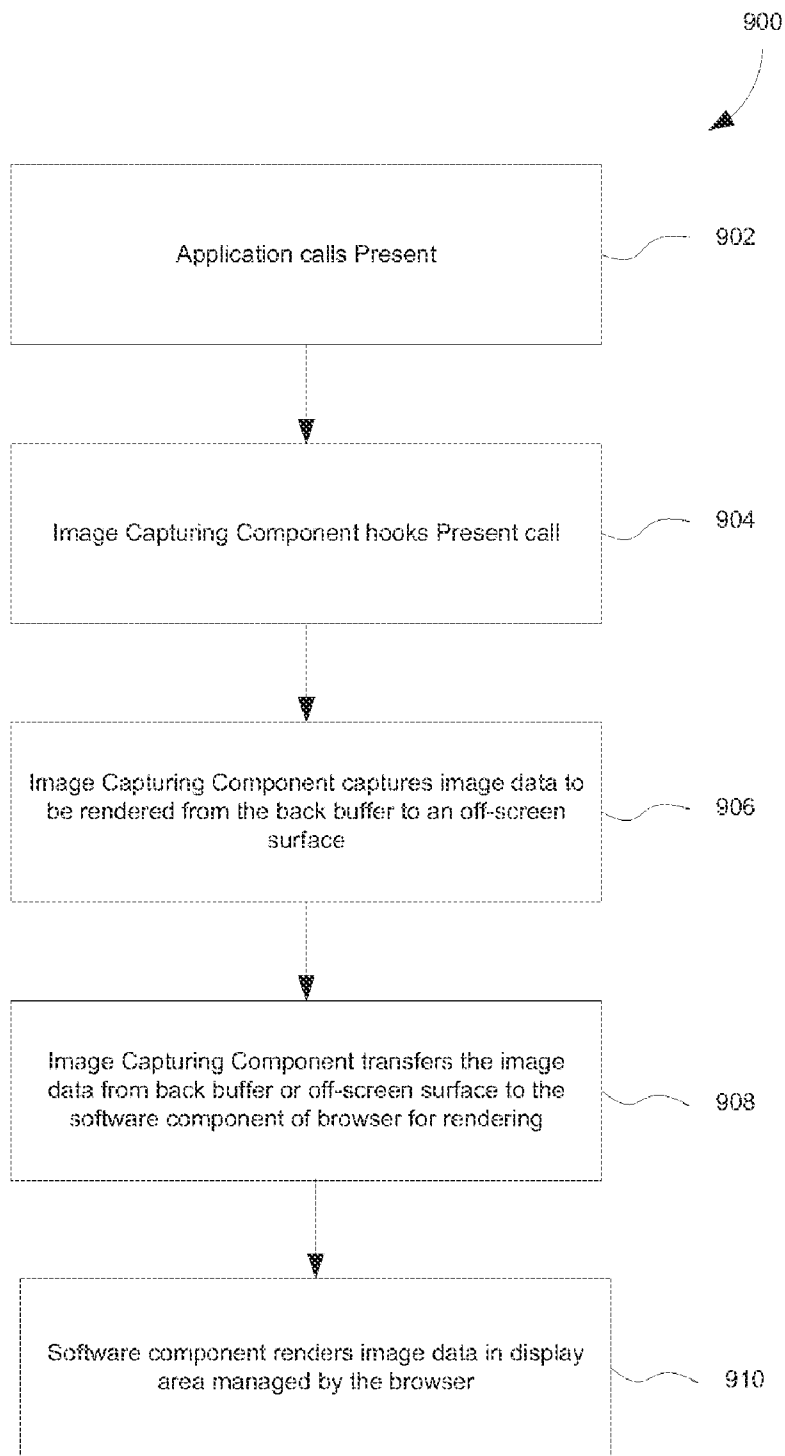 900
Application calls Present
902
Image Capturing Component hooks Present call
904
Image Capturing Component captures image data to
be rendered from the back buffer to an off-screen
surface
906
Image Capturing Component transfers the image
data from back buffer or off-screen surface to the
software component of browser for rendering
908
Software component renders image data in display
area managed by the browser
910